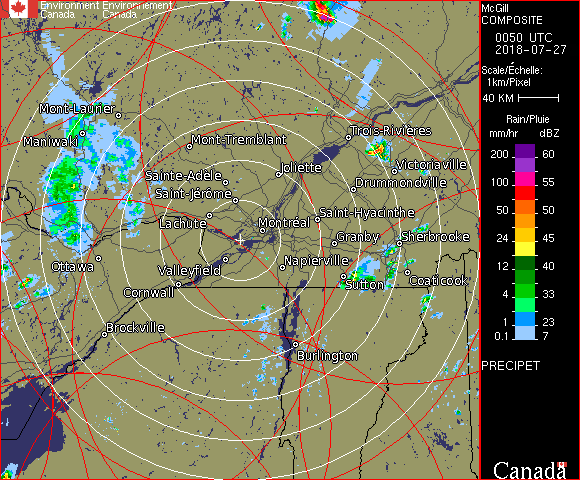 Environment Environnement
Canada Canada
McGill
COMPOSITE
0050 UTC
2018-07-27
Scale/Échelle:
1km/Pixel
40 KM
Rain/Pluie
mm/hr dBZ
200 60
150 57
100 55
50 50
24 45
12 40
4 33
1 23
0.1 7
PRECIPET
Canada
Mont-Laurier
Maniwaki
Mont-Tremblant
Trois-Rivières
Sainte-Adèle
Joliette
Victoriaville
Saint-Jérôme
Drummondville
Lachute
Montréal
Saint-Hyacinthe
Granby
Sherbrooke
Ottawa
Valleyfield
Napierville
Cornwall
Sutton
Coaticook
Brockville
Burlington